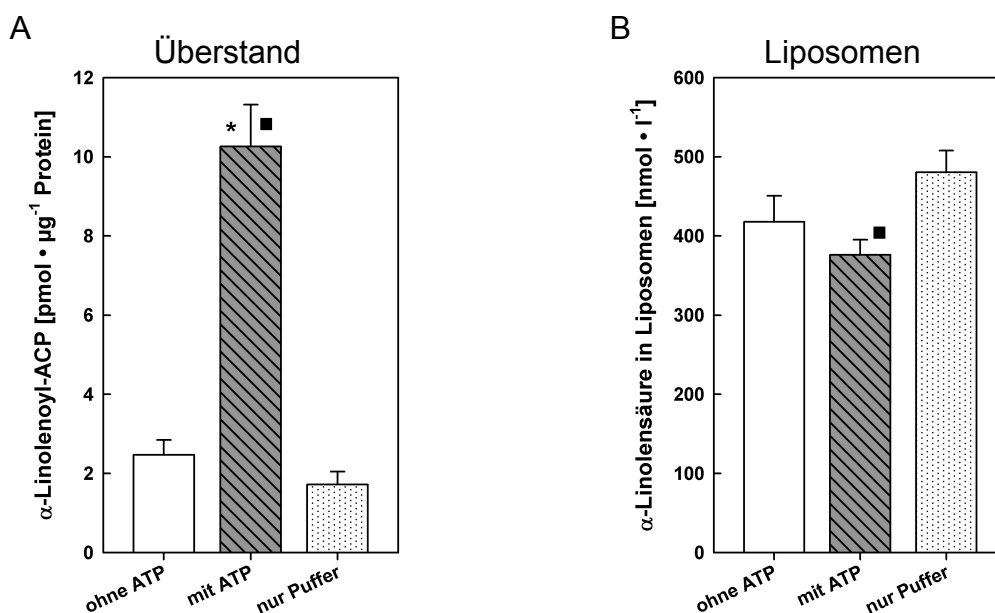 A
Überstand
α-Linolenoyl-ACP [pmol • µg⁻¹ Protein]
12
10
8
6
4
2
0
* ■
ohne ATP
mit ATP
nur Puffer
B
Liposomen
α-Linolensäure in Liposomen [nmol • l⁻¹]
600
500
400
300
200
100
0
■
ohne ATP
mit ATP
nur Puffer